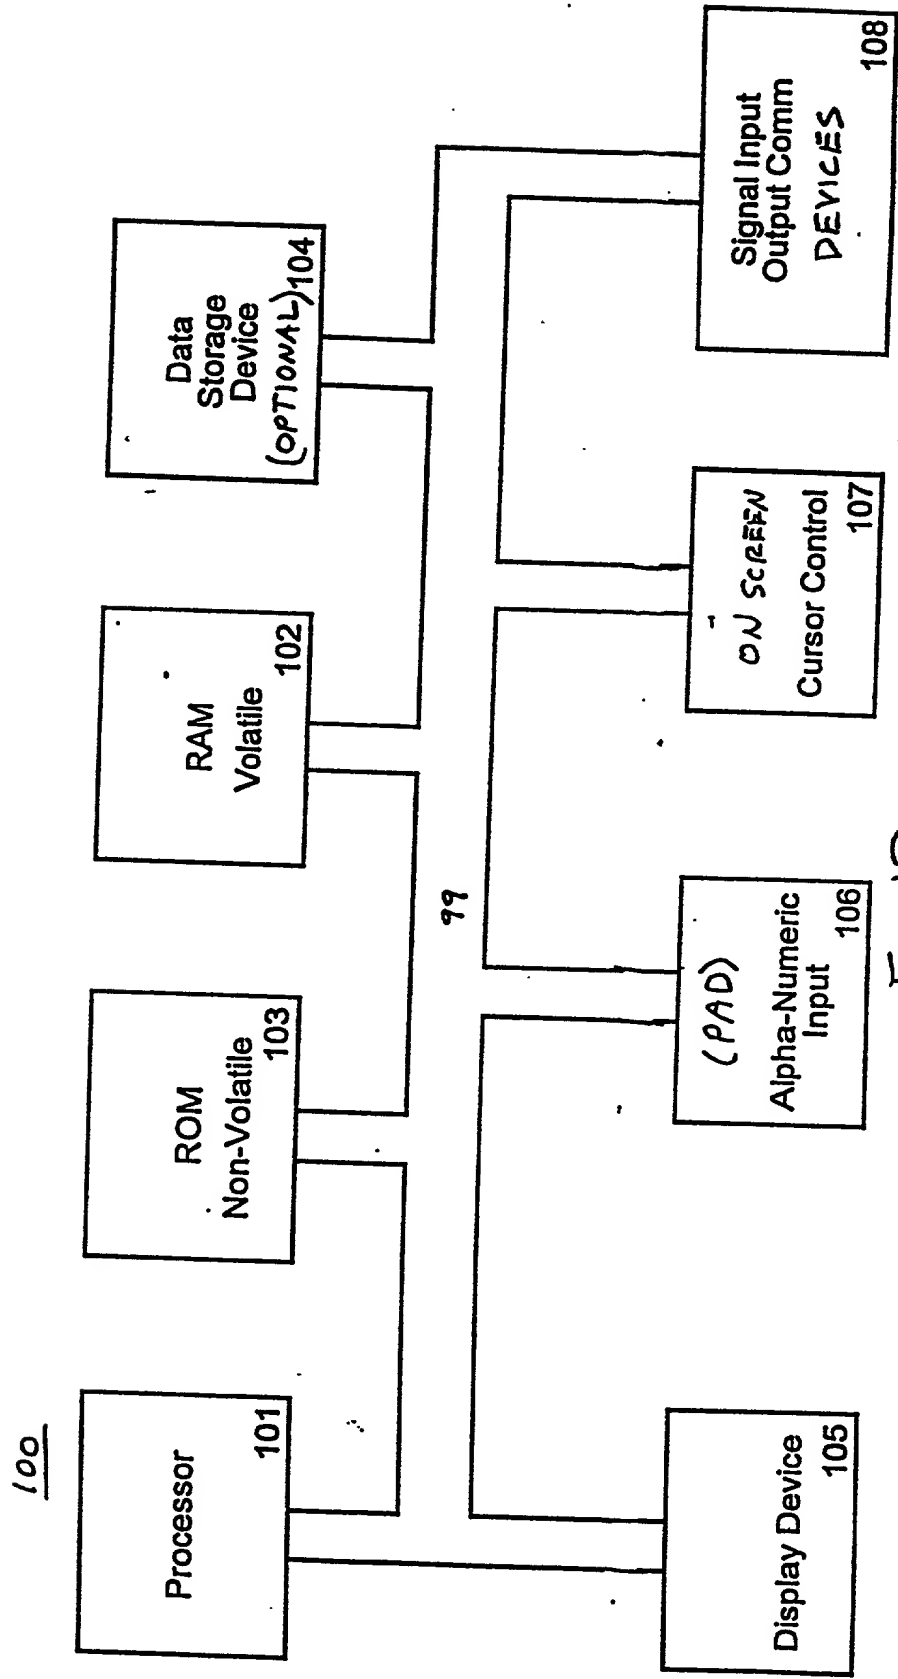 100
Processor
101
ROM
Non-Volatile
103
RAM
Volatile
102
Data
Storage
Device
(OPTIONAL)
104
99
Display Device
105
(PAD)
Alpha-Numeric
Input
106
ON SCREEN
Cursor Control
107
Signal Input
Output Comm
DEVICES
108